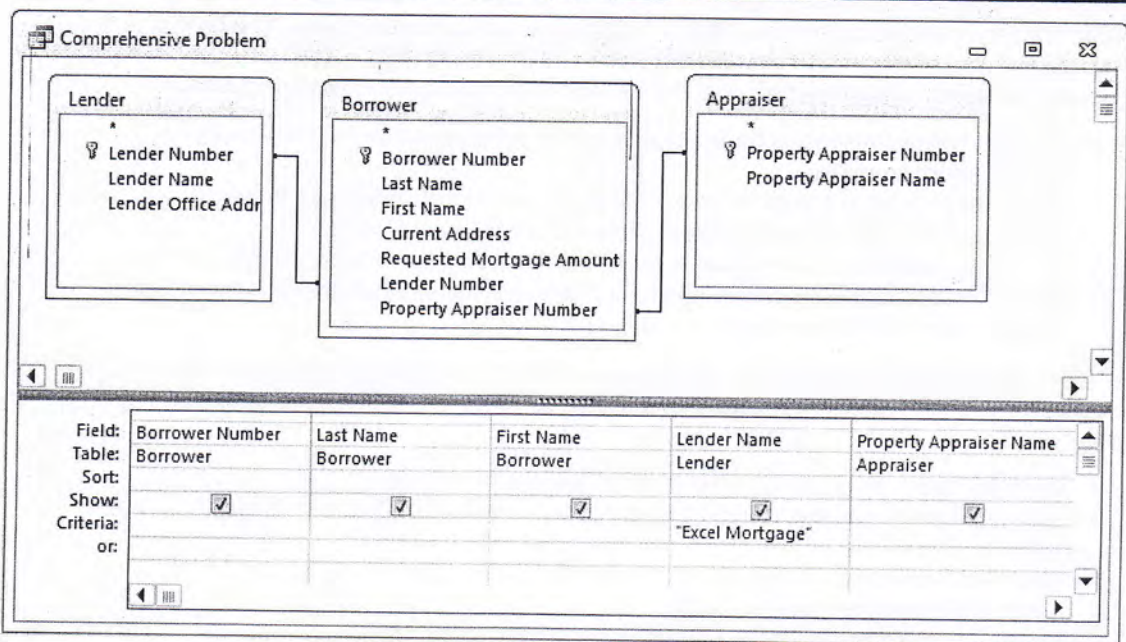 Comprehensive Problem
Lender
*
Lender Number
Lender Name
Lender Office Addr
Borrower
*
Borrower Number
Last Name
First Name
Current Address
Requested Mortgage Amount
Lender Number
Property Appraiser Number
Appraiser
*
Property Appraiser Number
Property Appraiser Name
Field: Borrower Number Last Name First Name Lender Name Property Appraiser Name
Table: Borrower Borrower Borrower Lender Appraiser
Sort:
Show:
Criteria: "Excel Mortgage"
or: